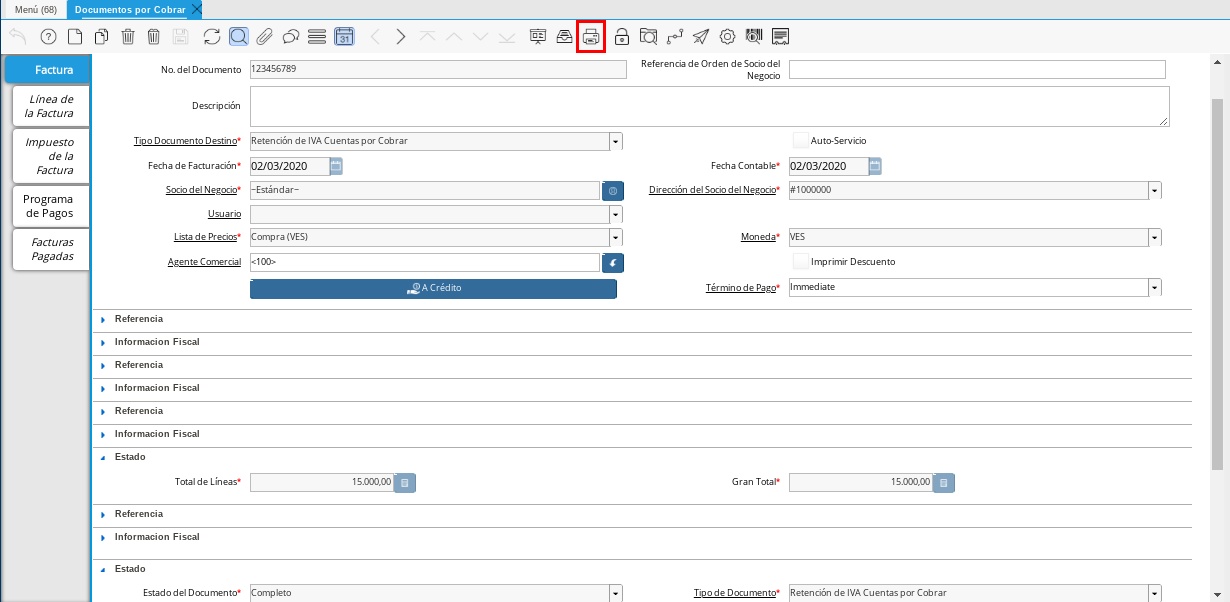 Menú (68)
Documentos por Cobrar
31
Factura
Línea de
la Factura
Impuesto
de la
Factura
Programa
de Pagos
Facturas
Pagadas
No. del Documento 123456789
Referencia de Orden de Socio del
Negocio
Descripción
Tipo Documento Destino* Retención de IVA Cuentas por Cobrar
Auto-Servicio
Fecha de Facturación* 02/03/2020
Fecha Contable* 02/03/2020
Socio del Negocio* ~Estándar~
Dirección del Socio del Negocio* #1000000
Usuario
Lista de Precios* Compra (VES)
Moneda* VES
Agente Comercial <100>
Imprimir Descuento
A Crédito
Término de Pago* Immediate
Referencia
Informacion Fiscal
Referencia
Informacion Fiscal
Referencia
Informacion Fiscal
Estado
Total de Líneas* 15.000,00
Gran Total* 15.000,00
Referencia
Informacion Fiscal
Estado
Estado del Documento* Completo
Tipo de Documento* Retención de IVA Cuentas por Cobrar